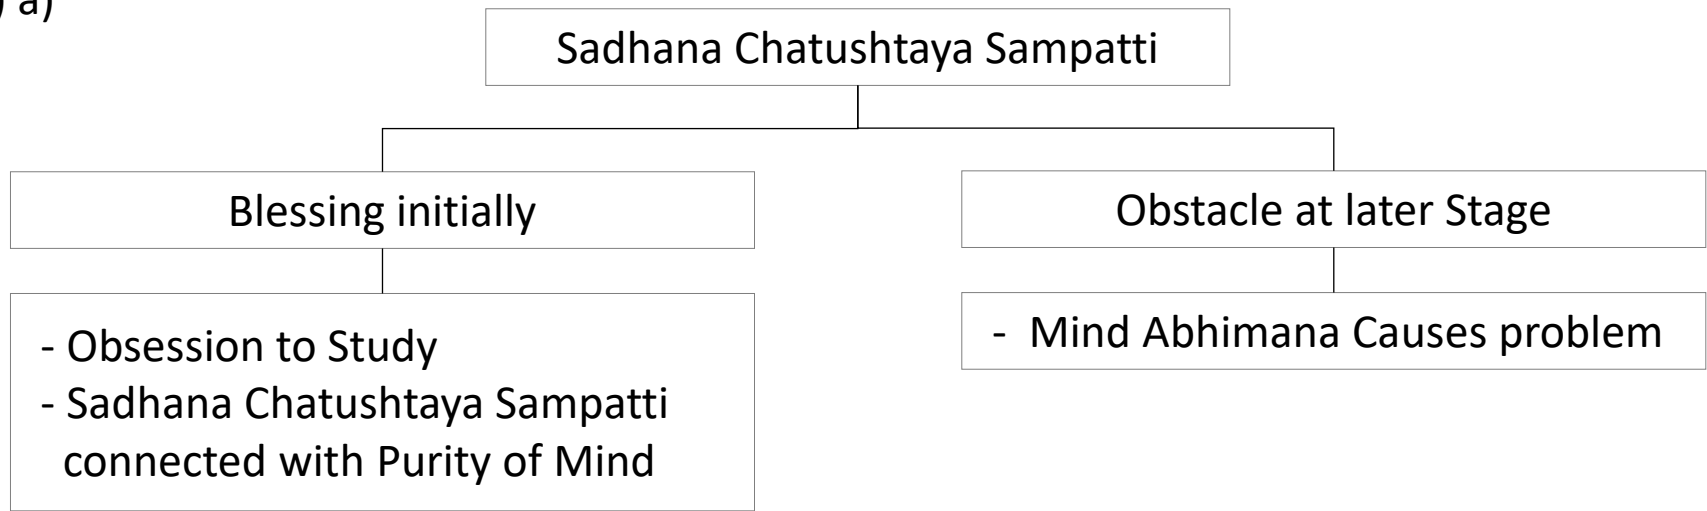 ) a)
Sadhana Chatushtaya Sampatti
Blessing initially
Obstacle at later Stage
- Obsession to Study
- Sadhana Chatushtaya Sampatti
connected with Purity of Mind
- Mind Abhimana Causes problem